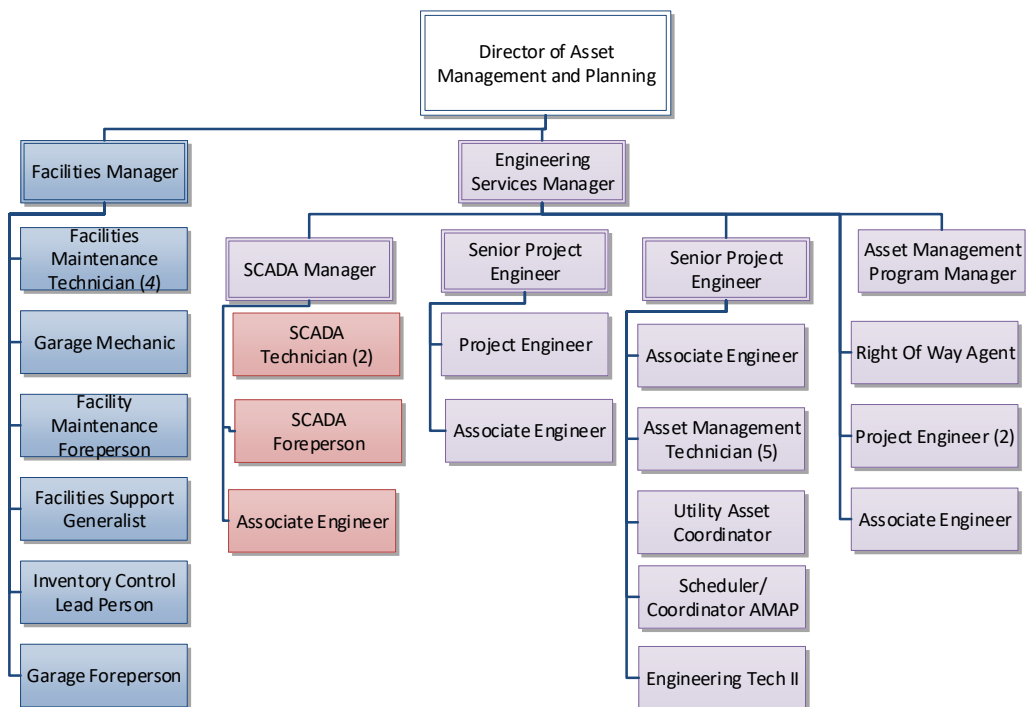 Director of Asset
Management and Planning
Facilities Manager
Engineering
Services Manager
Facilities
Maintenance
Technician (4)
Garage Mechanic
Facility
Maintenance
Foreperson
Facilities Support
Generalist
Inventory Control
Lead Person
Garage Foreperson
SCADA Manager
SCADA
Technician (2)
SCADA
Foreperson
Associate Engineer
Senior Project
Engineer
Project Engineer
Associate Engineer
Senior Project
Engineer
Associate Engineer
Asset Management
Technician (5)
Utility Asset
Coordinator
Scheduler/
Coordinator AMAP
Engineering Tech II
Asset Management
Program Manager
Right Of Way Agent
Project Engineer (2)
Associate Engineer